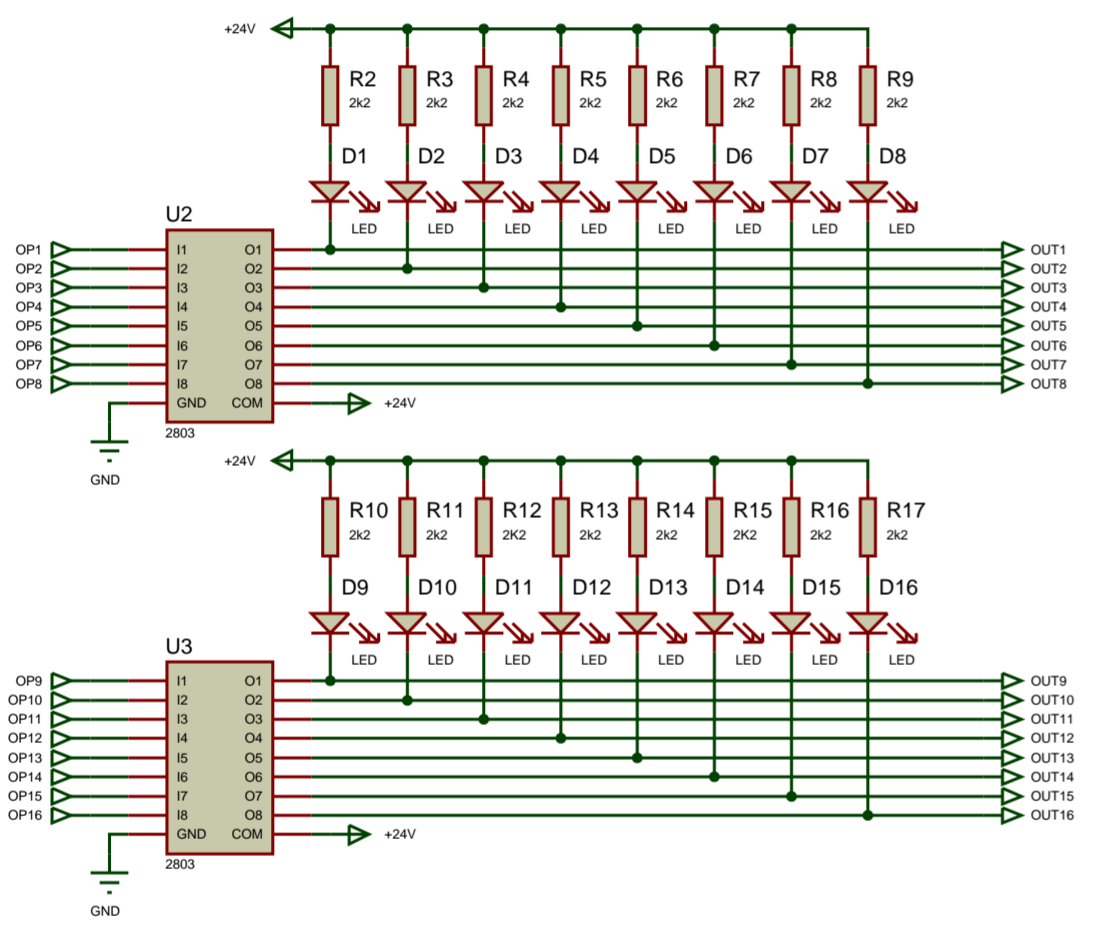 +24V
R2 R3 R4 R5 R6 R7 R8 R9
2k2 2k2 2k2 2k2 2k2 2k2 2k2 2k2
D1 D2 D3 D4 D5 D6 D7 D8
LED LED LED LED LED LED LED LED
U2
OP1 I1 O1 OUT1
OP2 I2 O2 OUT2
OP3 I3 O3 OUT3
OP4 I4 O4 OUT4
OP5 I5 O5 OUT5
OP6 I6 O6 OUT6
OP7 I7 O7 OUT7
OP8 I8 O8 OUT8
GND COM +24V
2803
GND
+24V
R10 R11 R12 R13 R14 R15 R16 R17
2k2 2k2 2K2 2k2 2k2 2K2 2k2 2k2
D9 D10 D11 D12 D13 D14 D15 D16
LED LED LED LED LED LED LED LED
U3
OP9 I1 O1 OUT9
OP10 I2 O2 OUT10
OP11 I3 O3 OUT11
OP12 I4 O4 OUT12
OP13 I5 O5 OUT13
OP14 I6 O6 OUT14
OP15 I7 O7 OUT15
OP16 I8 O8 OUT16
GND COM +24V
2803
GND